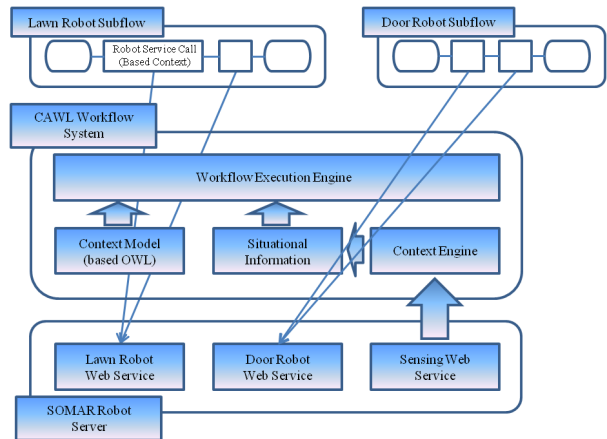 Lawn Robot Subflow
Door Robot Subflow
Robot Service Call
(Based Context)
CAWL Workflow
System
Workflow Execution Engine
Context Model
(based OWL)
Situational
Information
Context Engine
Lawn Robot
Web Service
Door Robot
Web Service
Sensing Web
Service
SOMAR Robot
Server